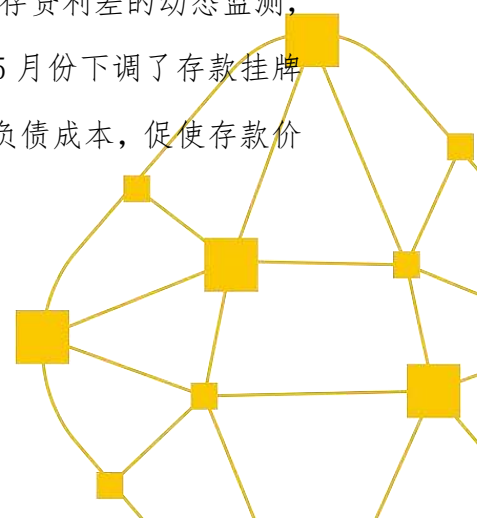 存贷利差的动态监测，
5 月份下调了存款挂牌
负债成本，促使存款价